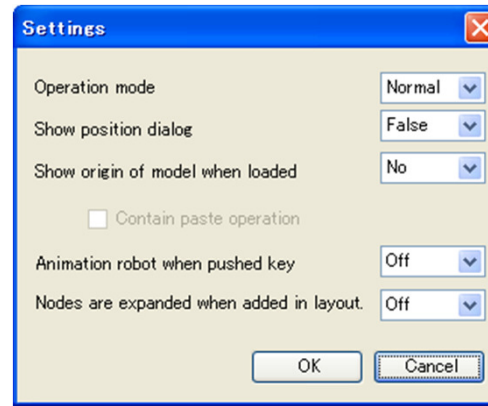 Settings
Operation mode Normal
Show position dialog False
Show origin of model when loaded No
Contain paste operation
Animation robot when pushed key Off
Nodes are expanded when added in layout. Off
OK Cancel